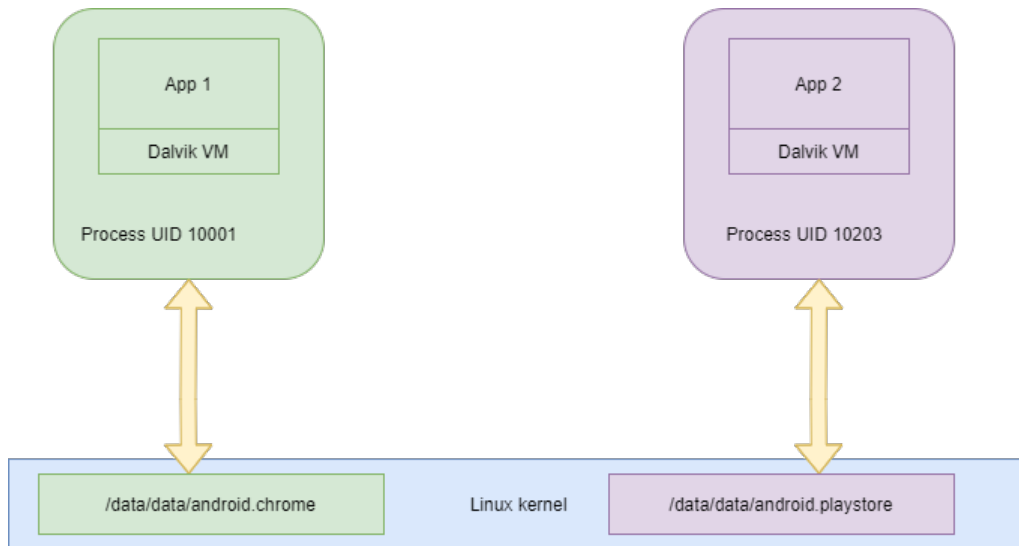 App 1
Dalvik VM
Process UID 10001
App 2
Dalvik VM
Process UID 10203
/data/data/android.chrome
Linux kernel
/data/data/android.playstore